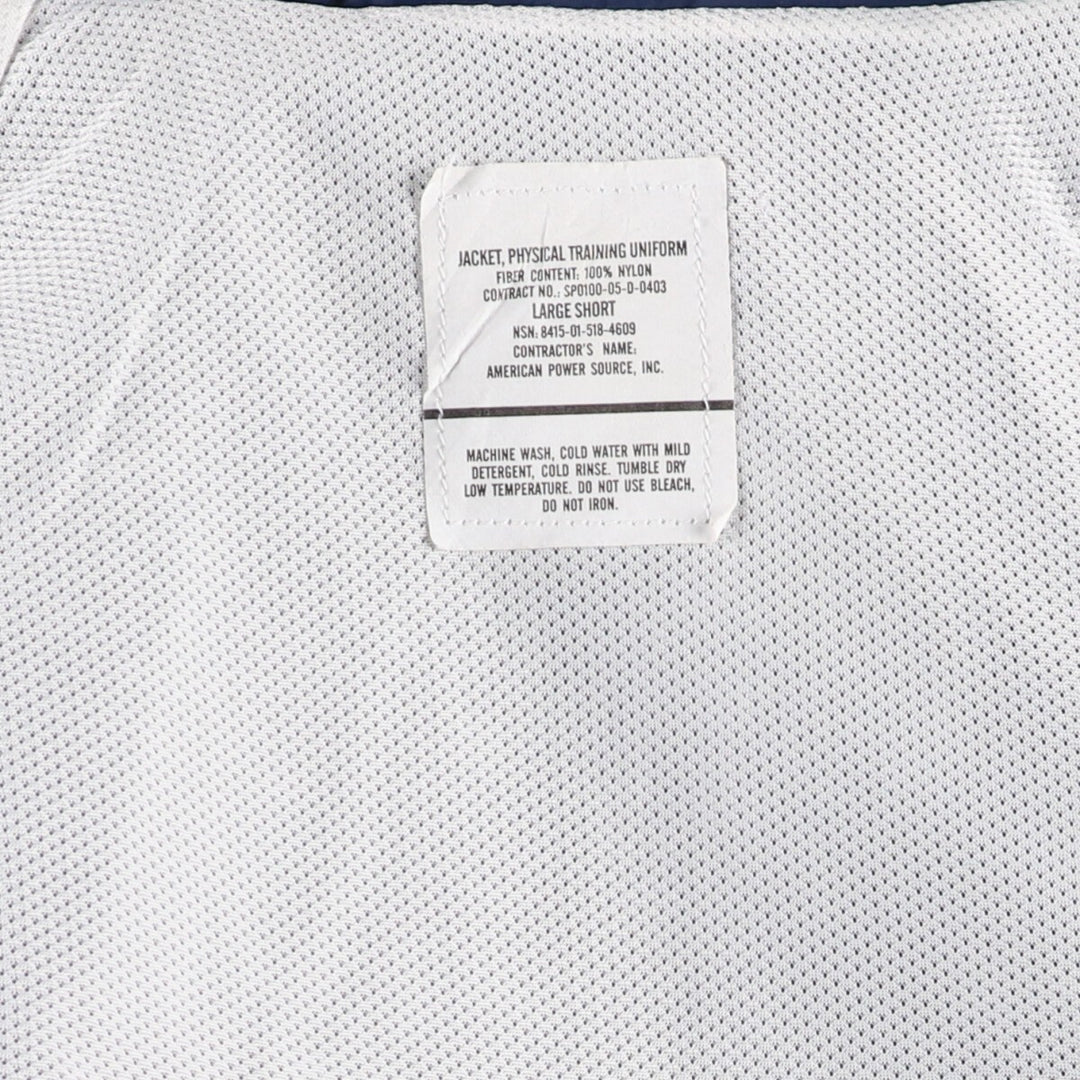 JACKET, PHYSICAL TRAINING UNIFORM
FIBER CONTENT: 100% NYLON
CONTRACT NO.: SP0100-05-D-0403
LARGE SHORT
NSN: 8415-01-518-4609
CONTRACTOR'S NAME:
AMERICAN POWER SOURCE, INC.
MACHINE WASH, COLD WATER WITH MILD
DETERGENT, COLD RINSE. TUMBLE DRY
LOW TEMPERATURE. DO NOT USE BLEACH,
DO NOT IRON.